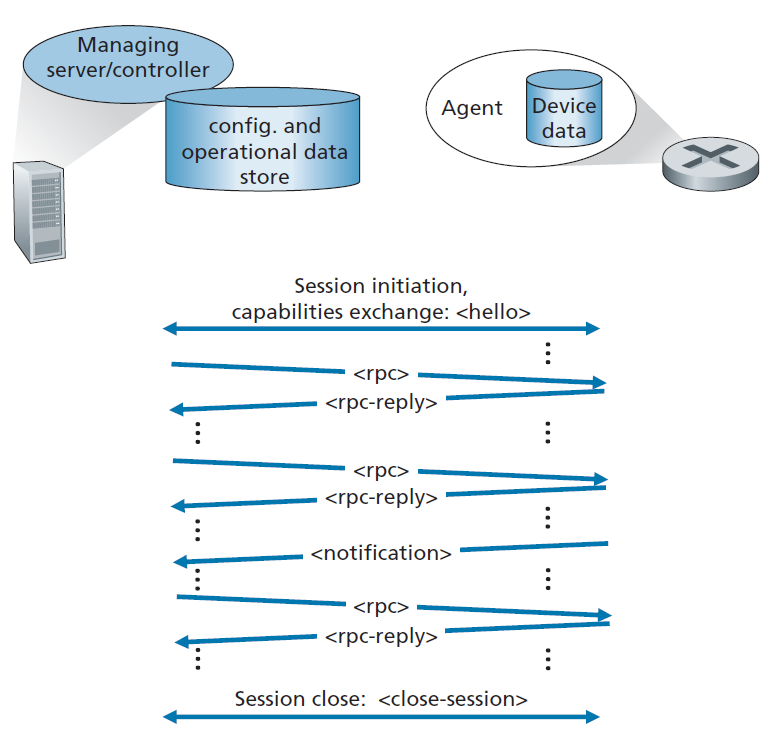 Managing
server/controller
config. and
operational data
store
Agent
Device
data
Session initiation,
capabilities exchange: <hello>
<rpc>
<rpc-reply>
<rpc>
<rpc-reply>
<notification>
<rpc>
<rpc-reply>
Session close: <close-session>